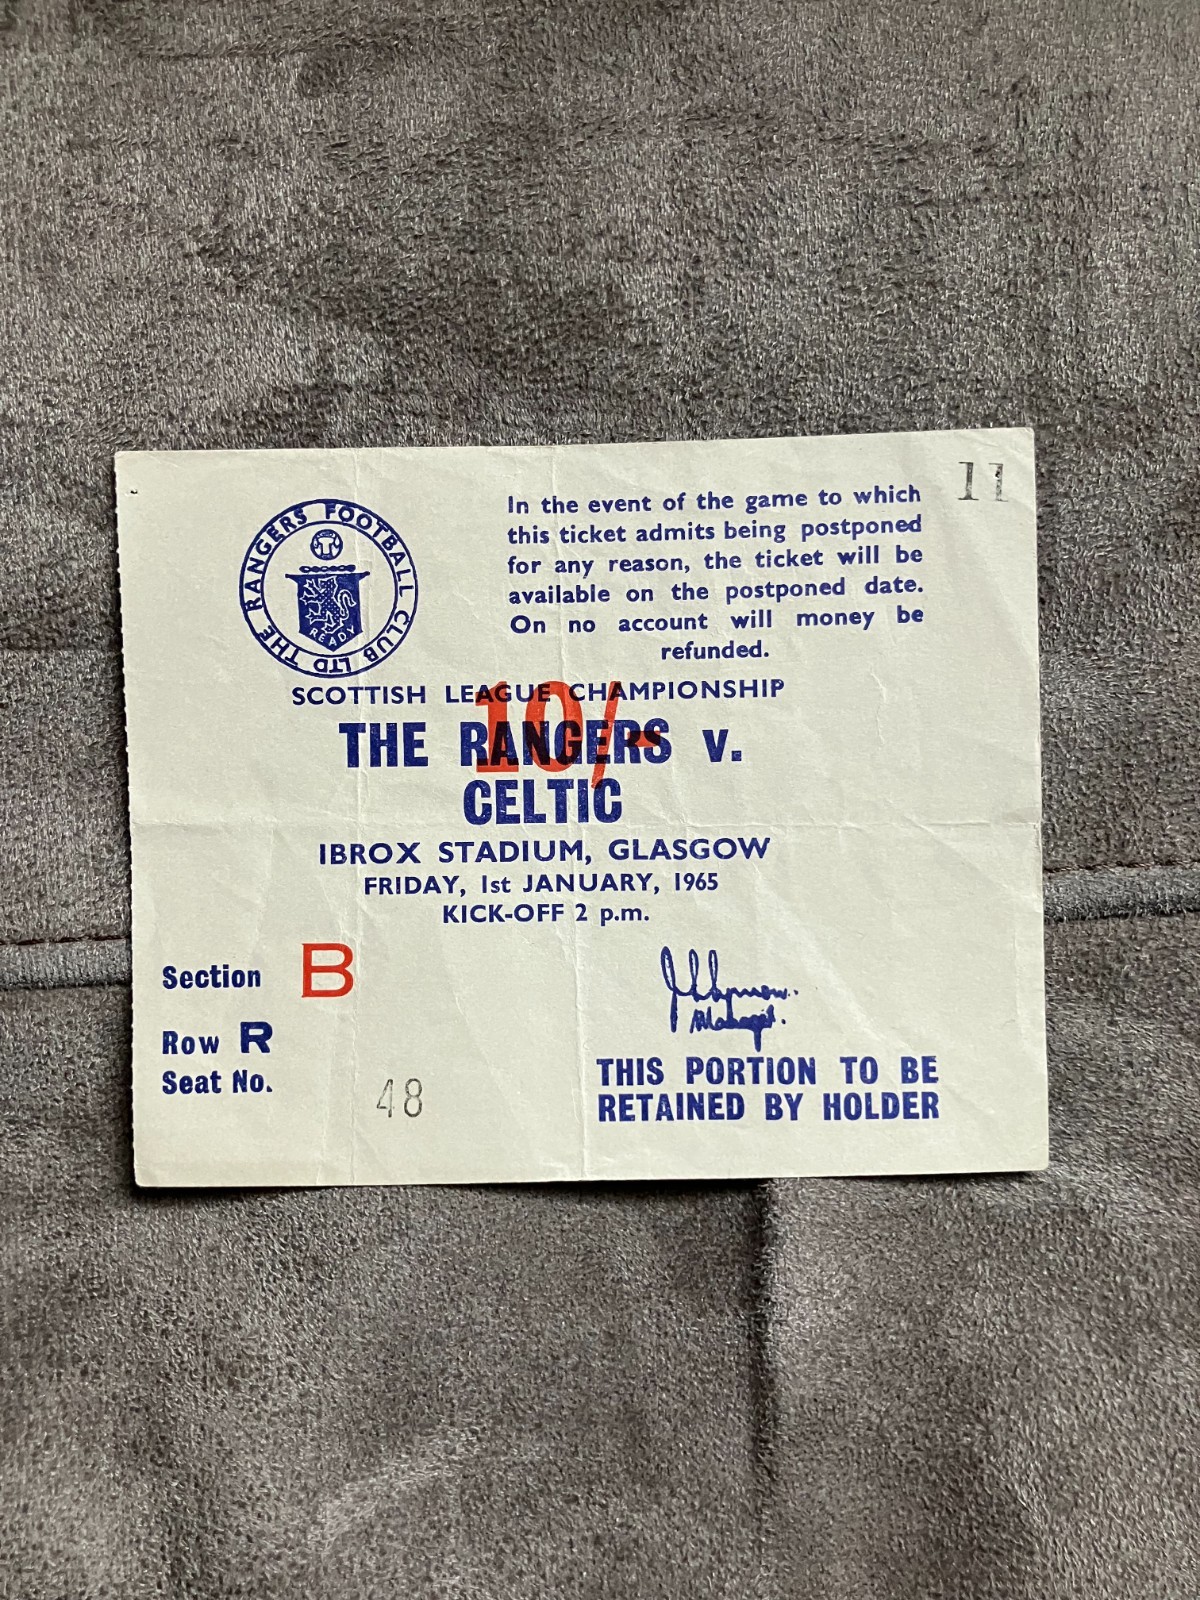 11
In the event of the game to which
this ticket admits being postponed
for any reason, the ticket will be
available on the postponed date.
On no account will money be
refunded.
THE RANGERS FOOTBALL CLUB LTD
READY
SCOTTISH LEAGUE CHAMPIONSHIP
10/-
THE RANGERS v.
CELTIC
IBROX STADIUM, GLASGOW
FRIDAY, 1st JANUARY, 1965
KICK-OFF 2 p.m.
Section B
Row R
Seat No. 48
Manager.
THIS PORTION TO BE
RETAINED BY HOLDER